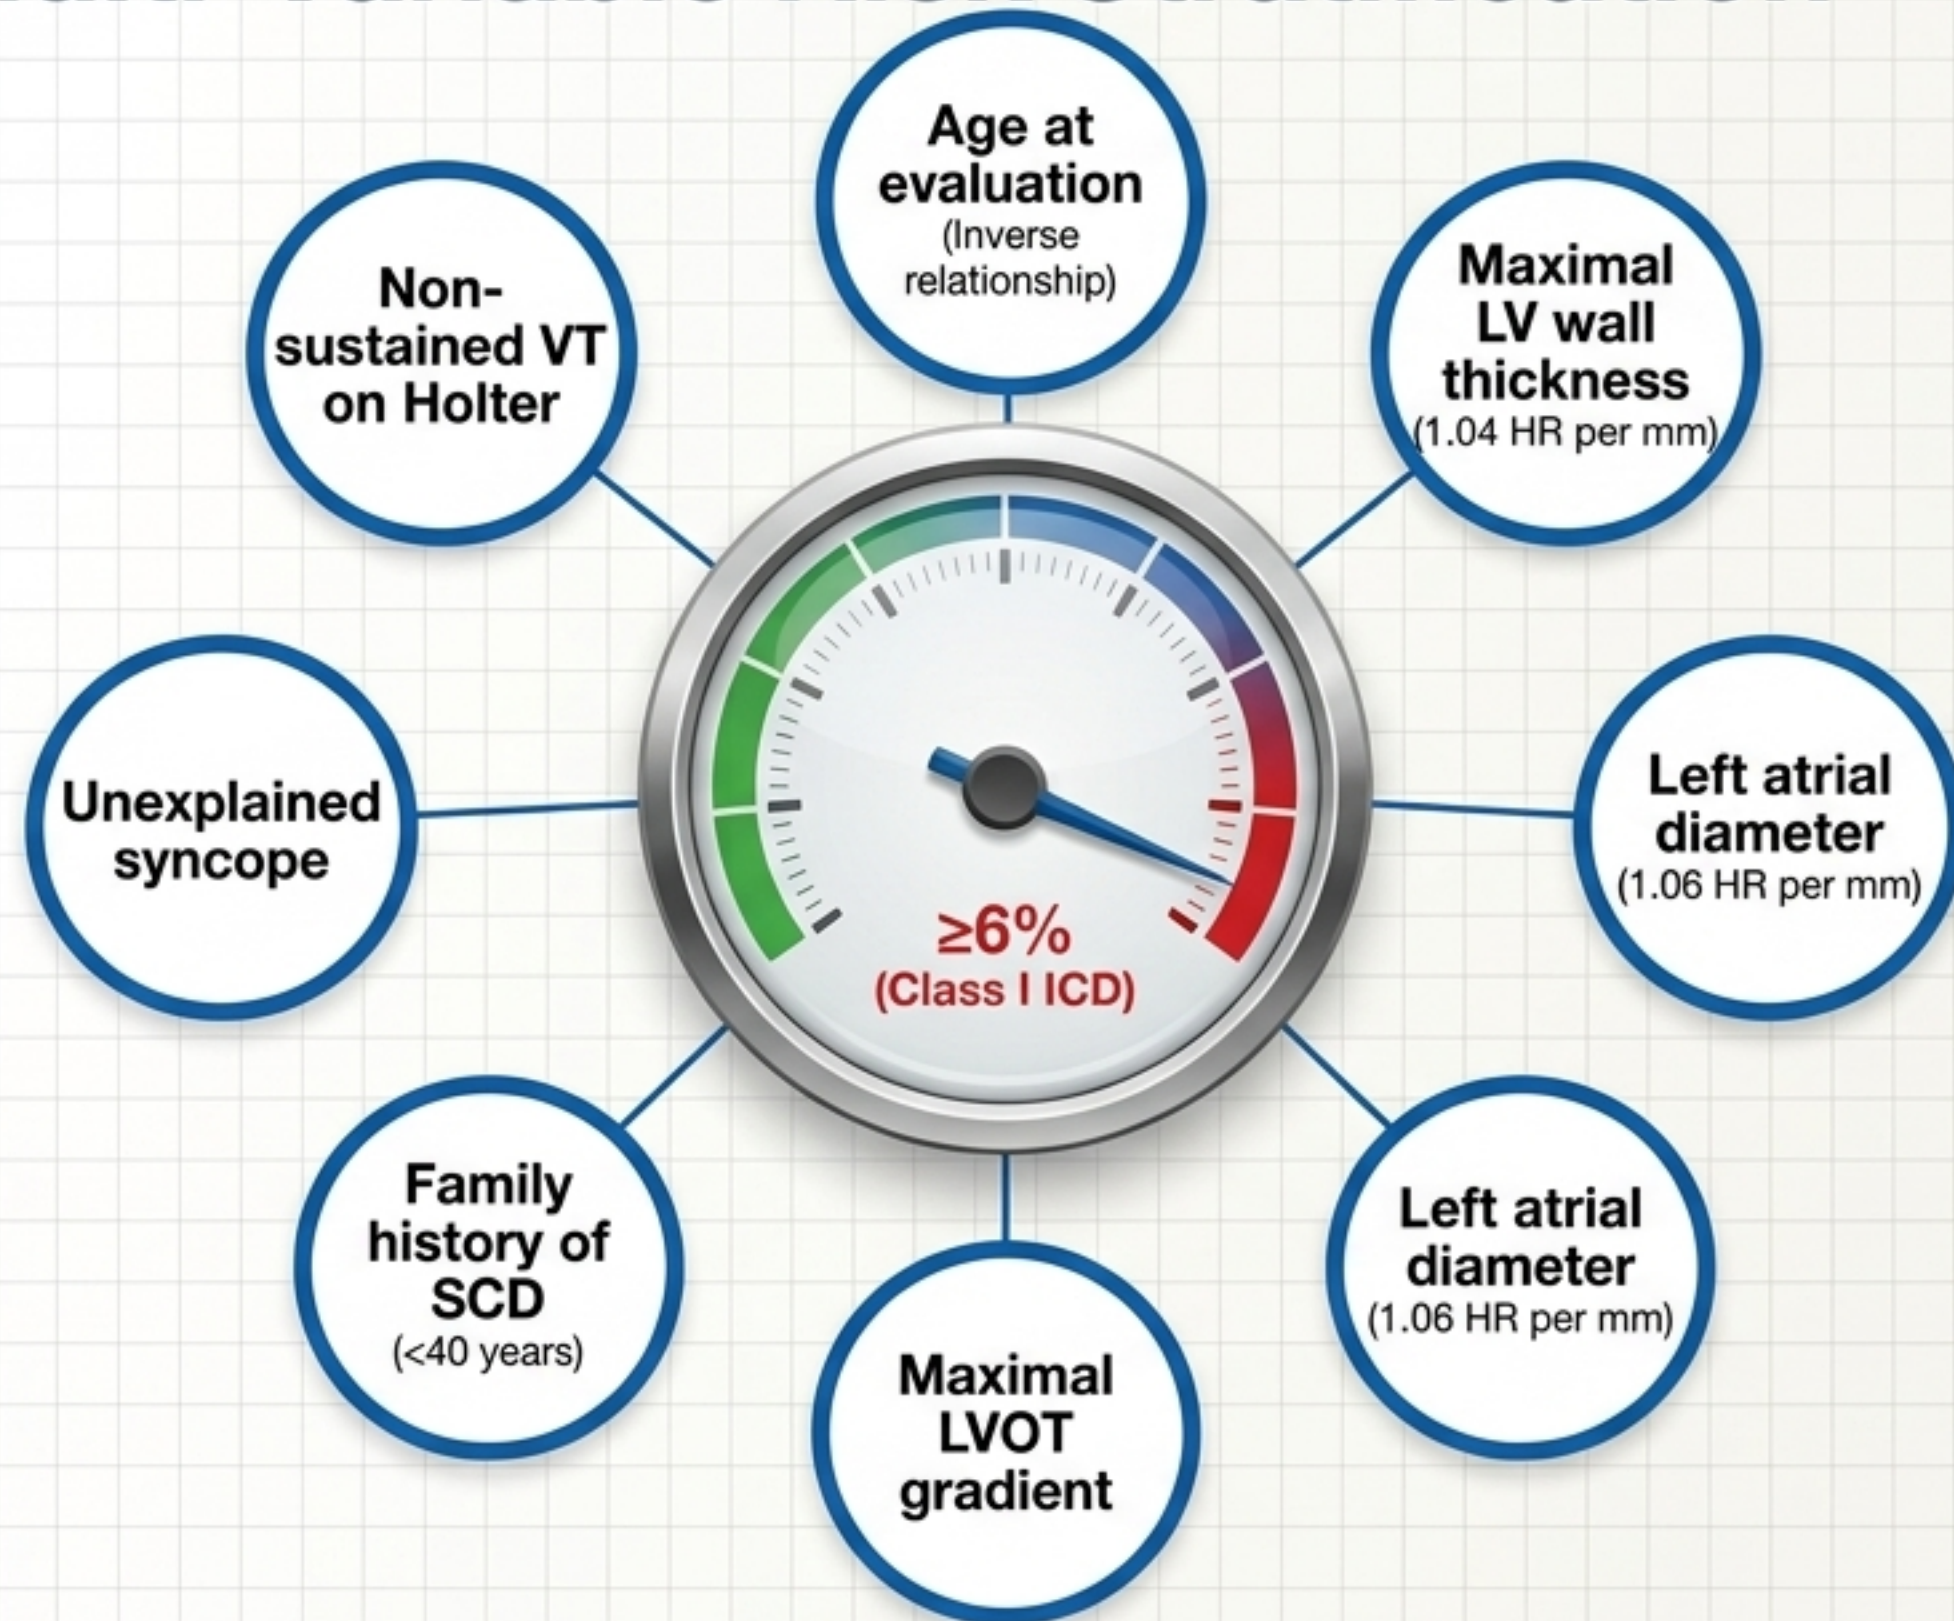 Age at
evaluation
(Inverse
relationship)
Maximal
LV wall
thickness
(1.04 HR per mm)
Left atrial
diameter
(1.06 HR per mm)
Left atrial
diameter
(1.06 HR per mm)
Maximal
LVOT
gradient
Family
history of
SCD
(<40 years)
Unexplained
syncope
Non-
sustained VT
on Holter
≥6%
(Class I ICD)